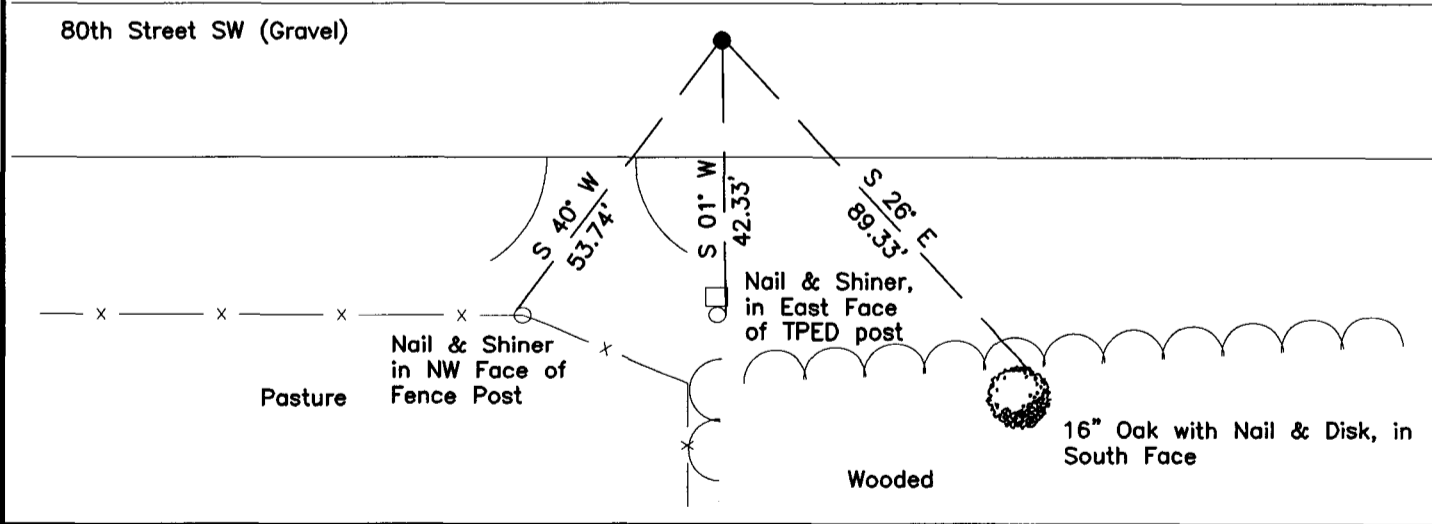 80th Street SW (Gravel)
S 40° W
53.74'
S 01° W
42.33'
S 26° E
89.33'
Nail & Shiner,
in East Face
of TPED post
Nail & Shiner
in NW Face of
Fence Post
Pasture
16" Oak with Nail & Disk, in
South Face
Wooded